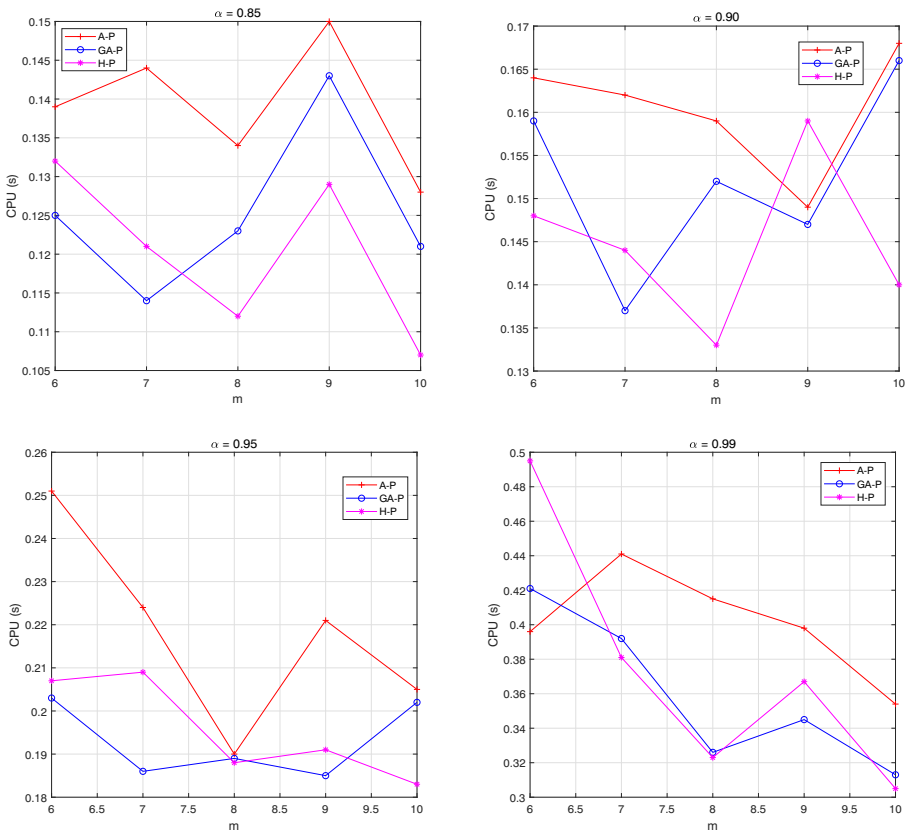 α = 0.85
0.15
0.145
0.14
0.135
0.13
0.125
0.12
0.115
0.11
0.105
CPU (s)
A-P
GA-P
H-P
6 7 8 9 10
m
α = 0.90
0.17
0.165
0.16
0.155
0.15
0.145
0.14
0.135
0.13
CPU (s)
A-P
GA-P
H-P
6 7 8 9 10
m
α = 0.95
0.26
0.25
0.24
0.23
0.22
0.21
0.2
0.19
0.18
CPU (s)
A-P
GA-P
H-P
6 6.5 7 7.5 8 8.5 9 9.5 10
m
α = 0.99
0.5
0.48
0.46
0.44
0.42
0.4
0.38
0.36
0.34
0.32
0.3
CPU (s)
A-P
GA-P
H-P
6 6.5 7 7.5 8 8.5 9 9.5 10
m